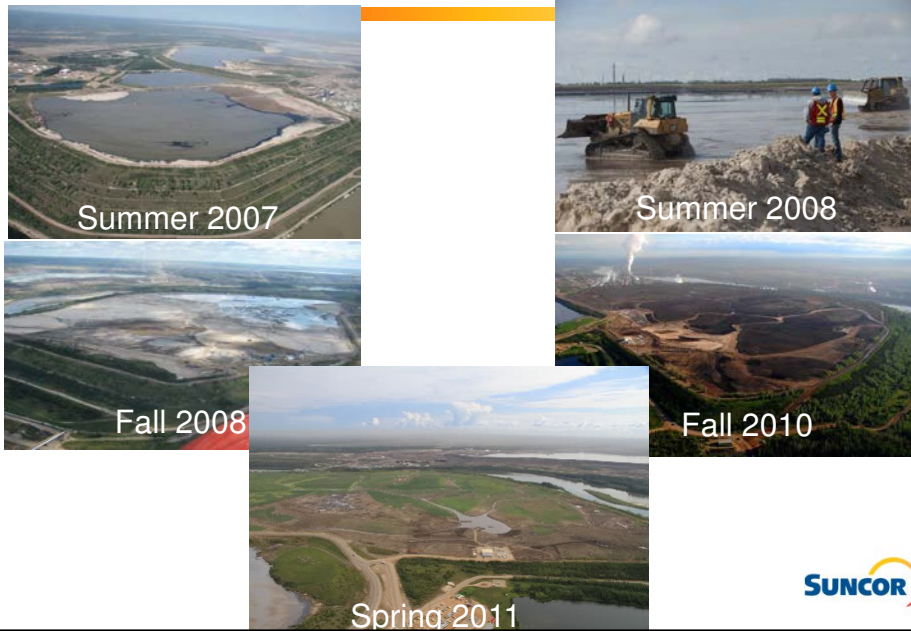 Summer 2007
Summer 2008
Fall 2008
Fall 2010
Spring 2011
SUNCOR